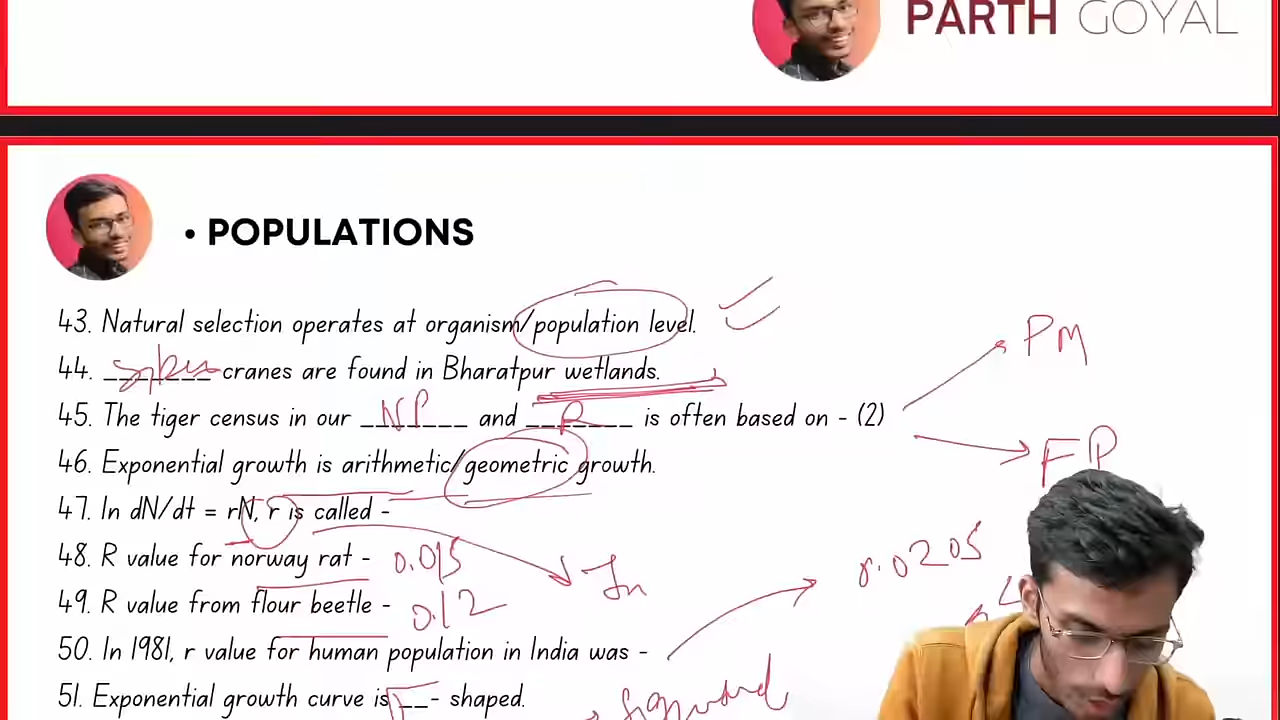 PARTH GOYAL
• POPULATIONS
43. Natural selection operates at organism/population level.
44. _______ cranes are found in Bharatpur wetlands.
45. The tiger census in our NP and P is often based on - (2)
PM
FP
46. Exponential growth is arithmetic/geometric growth.
47. In dN/dt = rN, r is called -
48. R value for norway rat - 0.015
49. R value from flour beetle - 0.12
50. In 1981, r value for human population in India was -
0.0205
51. Exponential growth curve is __- shaped.